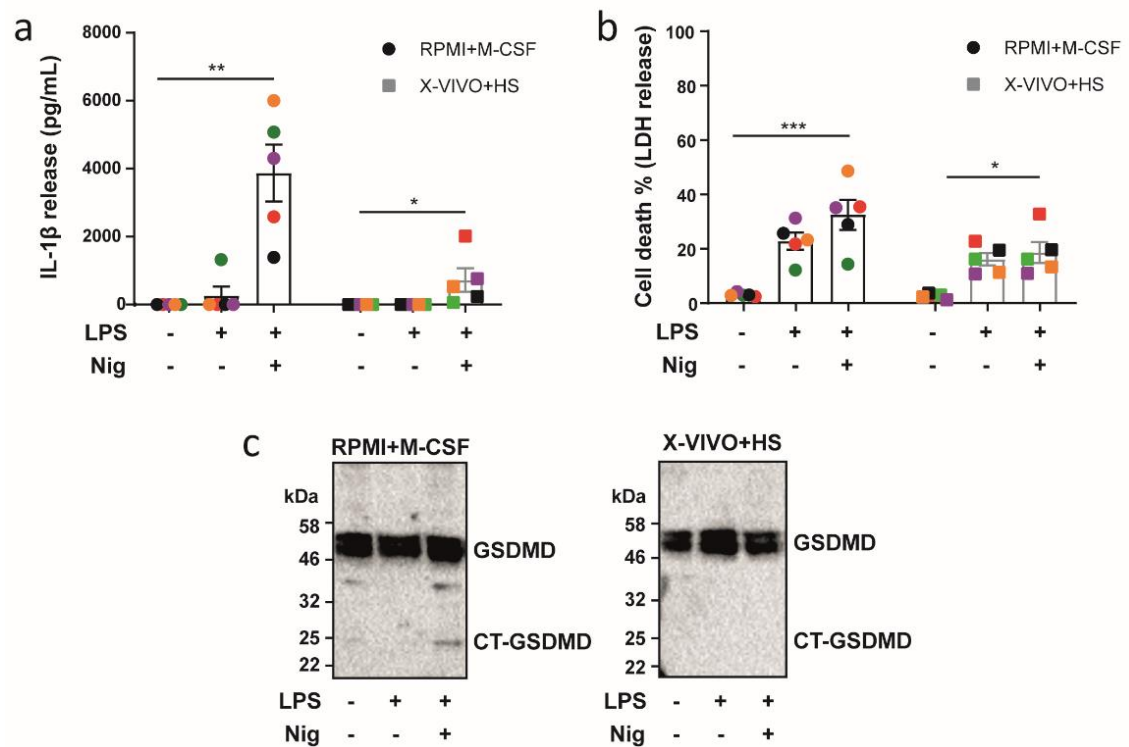 a
8000
6000
4000
2000
0
IL-1β release (pg/mL)
RPMI+M-CSF
X-VIVO+HS
**
*
LPS - + + - + +
Nig - - + - - +
b
100
80
60
40
20
0
Cell death % (LDH release)
RPMI+M-CSF
X-VIVO+HS
***
*
LPS - + + - + +
Nig - - + - - +
c
RPMI+M-CSF
kDa
58
46
32
25
22
GSDMD
CT-GSDMD
LPS - + +
Nig - - +
X-VIVO+HS
kDa
58
46
32
25
22
GSDMD
CT-GSDMD
LPS - + +
Nig - - +